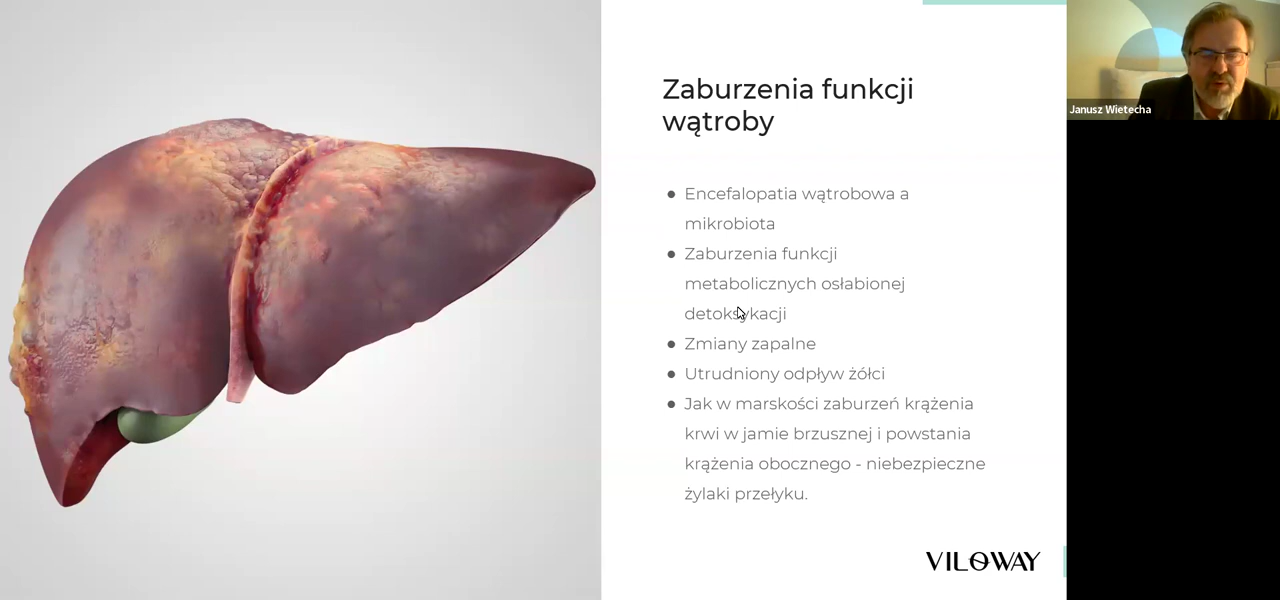 Zaburzenia funkcji
wątroby
● Encefalopatia wątrobowa a
mikrobiota
● Zaburzenia funkcji
metabolicznych osłabionej
detoksykacji
● Zmiany zapalne
● Utrudniony odpływ żółci
● Jak w marskości zaburzeń krążenia
krwi w jamie brzusznej i powstania
krążenia obocznego - niebezpieczne
żylaki przełyku.
VILOWAY
Janusz Wietecha